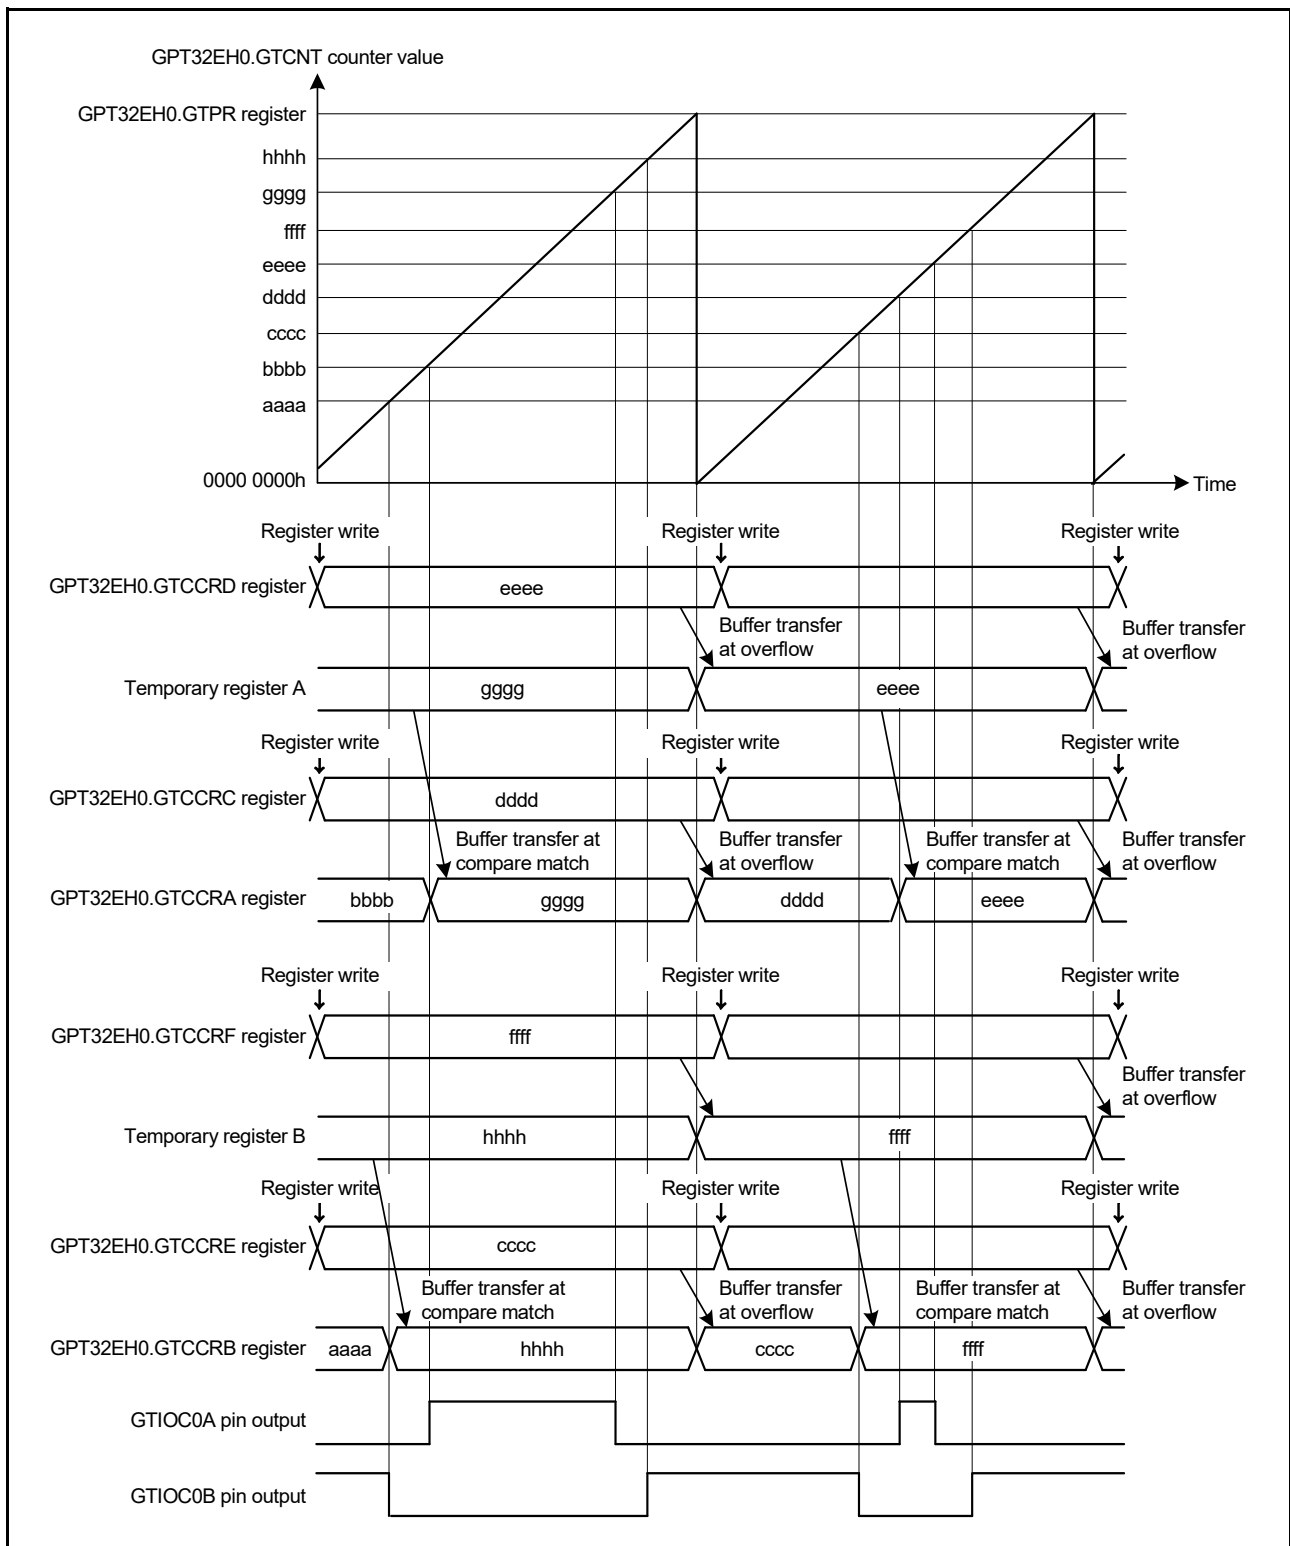 GPT32EH0.GTCNT counter value
GPT32EH0.GTPR register
hhhh
gggg
ffff
eeee
dddd
cccc
bbbb
aaaa
0000 0000h
Time
Register write Register write Register write
GPT32EH0.GTCCRD register eeee
Buffer transfer
at overflow
Buffer transfer
at overflow
Temporary register A gggg eeee
Register write Register write Register write
GPT32EH0.GTCCRC register dddd
Buffer transfer at
compare match
Buffer transfer
at overflow
Buffer transfer at
compare match
Buffer transfer
at overflow
GPT32EH0.GTCCRA register bbbb gggg dddd eeee
Register write Register write Register write
GPT32EH0.GTCCRF register ffff
Buffer transfer
at overflow
Temporary register B hhhh ffff
Register write Register write Register write
GPT32EH0.GTCCRE register cccc
Buffer transfer at
compare match
Buffer transfer
at overflow
Buffer transfer at
compare match
Buffer transfer
at overflow
GPT32EH0.GTCCRB register aaaa hhhh cccc ffff
GTIOC0A pin output
GTIOC0B pin output